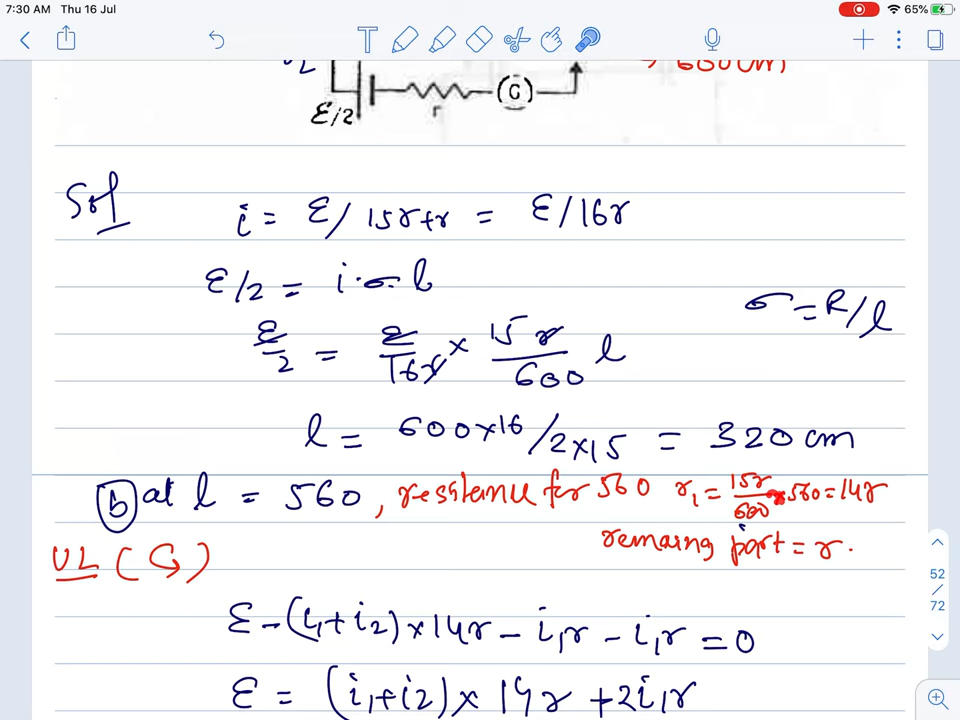 7:30 AM Thu 16 Jul
65%
→ 600cm)
ε/2
r
G
Sol
i = ε/15r+r = ε/16r
ε/2 = i·σ·l
σ = R/l
ε/2 = ε/16r × 15r/600 l
l = 600×16/2×15 = 320 cm
(b) at l = 560, resistance for 560 r₁ = 15r/600 × 560 = 14r
remaing part = r.
UL (G)
ε - (i₁+i₂)×14r - i₁r - i₁r = 0
ε = (i₁+i₂)× 14r +2i₁r
52
/
72